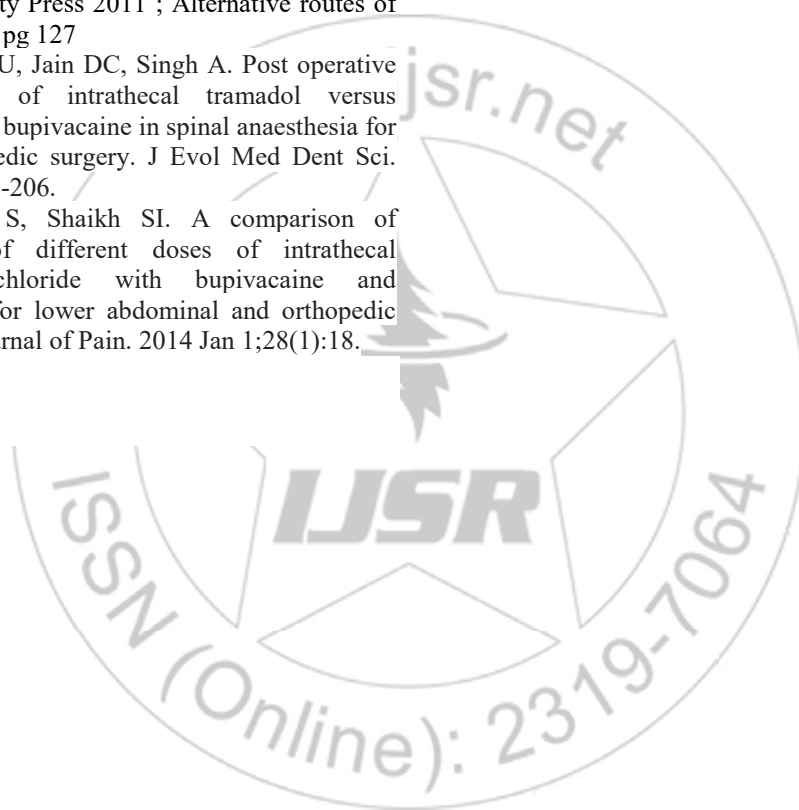 ty Press 2011 ; Alternative routes of
pg 127
U, Jain DC, Singh A. Post operative
of intrathecal tramadol versus
bupivacaine in spinal anaesthesia for
edic surgery. J Evol Med Dent Sci.
-206.
S, Shaikh SI. A comparison of
of different doses of intrathecal
chloride with bupivacaine and
for lower abdominal and orthopedic
rnal of Pain. 2014 Jan 1;28(1):18.
jsr.net
IJSR
ISSN (Online): 2319-7064